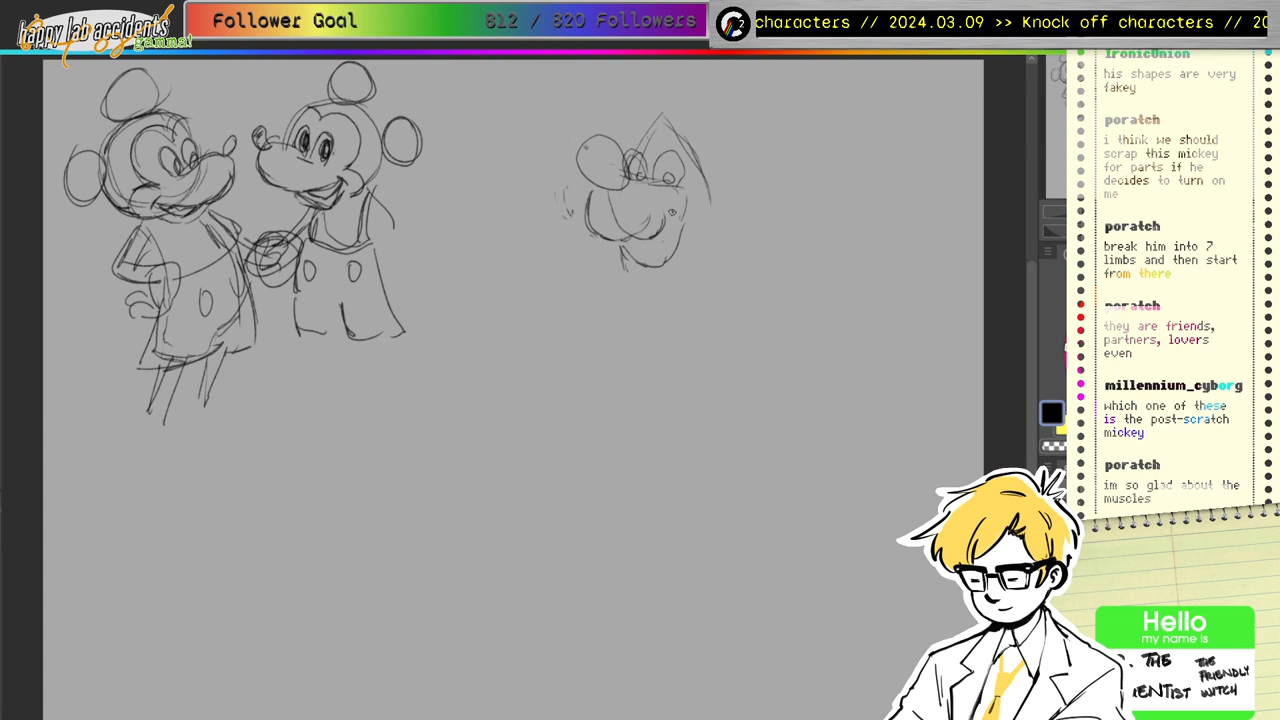 happy lab accidents
gamma!
Follower Goal
812 / 820 Followers
characters // 2024.03.09 >> Knock off characters // 20
IronicOnion
his shapes are very
fakey
poratch
i think we should
scrap this mickey
for parts if he
decides to turn on
me
poratch
break him into 7
limbs and then start
from there
poratch
they are friends,
partners, lovers
even
millennium_cyborg
which one of these
is the post-scratch
mickey
poratch
im so glad about the
muscles
Hello
my name is
. THE
IENTIST
THE
FRIENDLY
WITCH